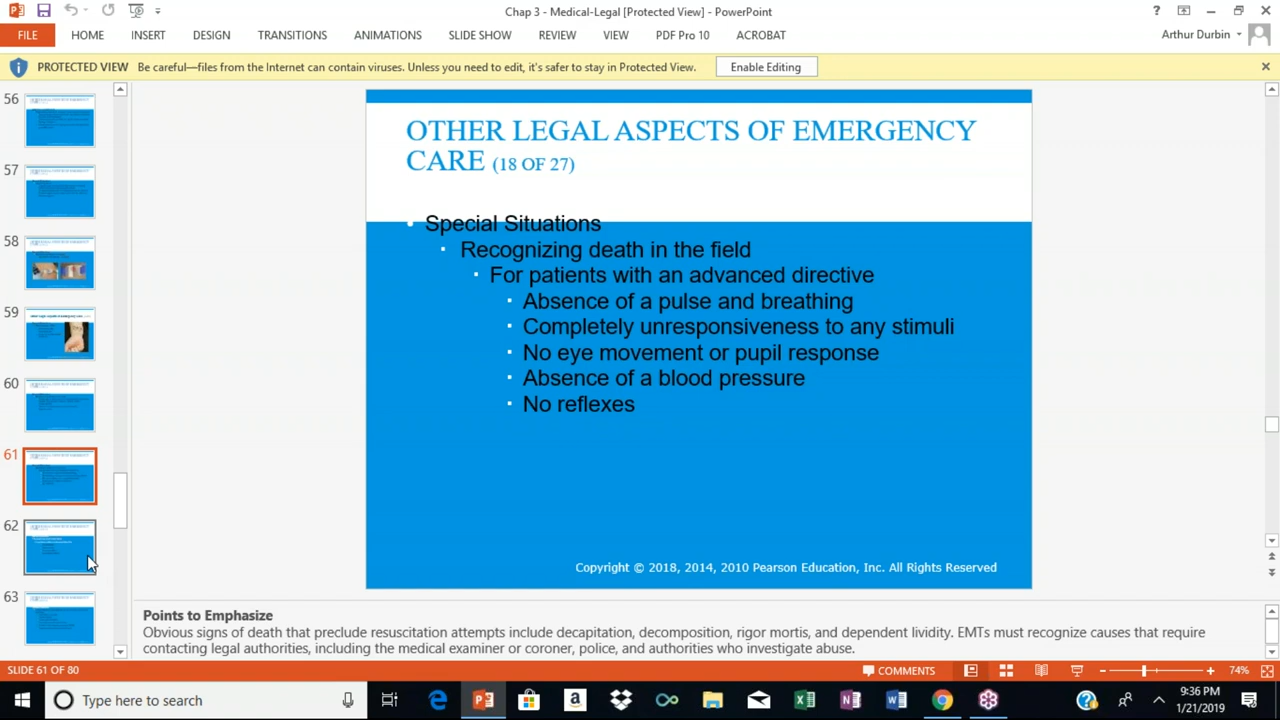 Chap 3 - Medical-Legal [Protected View] - PowerPoint
FILE HOME INSERT DESIGN TRANSITIONS ANIMATIONS SLIDE SHOW REVIEW VIEW PDF Pro 10 ACROBAT Arthur Durbin
PROTECTED VIEW Be careful—files from the Internet can contain viruses. Unless you need to edit, it's safer to stay in Protected View. Enable Editing
56
57
58
59
60
61
62
63
OTHER LEGAL ASPECTS OF EMERGENCY
CARE (18 OF 27)
• Special Situations
▪ Recognizing death in the field
▪ For patients with an advanced directive
▪ Absence of a pulse and breathing
▪ Completely unresponsiveness to any stimuli
▪ No eye movement or pupil response
▪ Absence of a blood pressure
▪ No reflexes
Copyright © 2018, 2014, 2010 Pearson Education, Inc. All Rights Reserved
Points to Emphasize
Obvious signs of death that preclude resuscitation attempts include decapitation, decomposition, rigor mortis, and dependent lividity. EMTs must recognize causes that require
contacting legal authorities, including the medical examiner or coroner, police, and authorities who investigate abuse.
SLIDE 61 OF 80 COMMENTS 74%
Type here to search
9:36 PM
1/21/2019